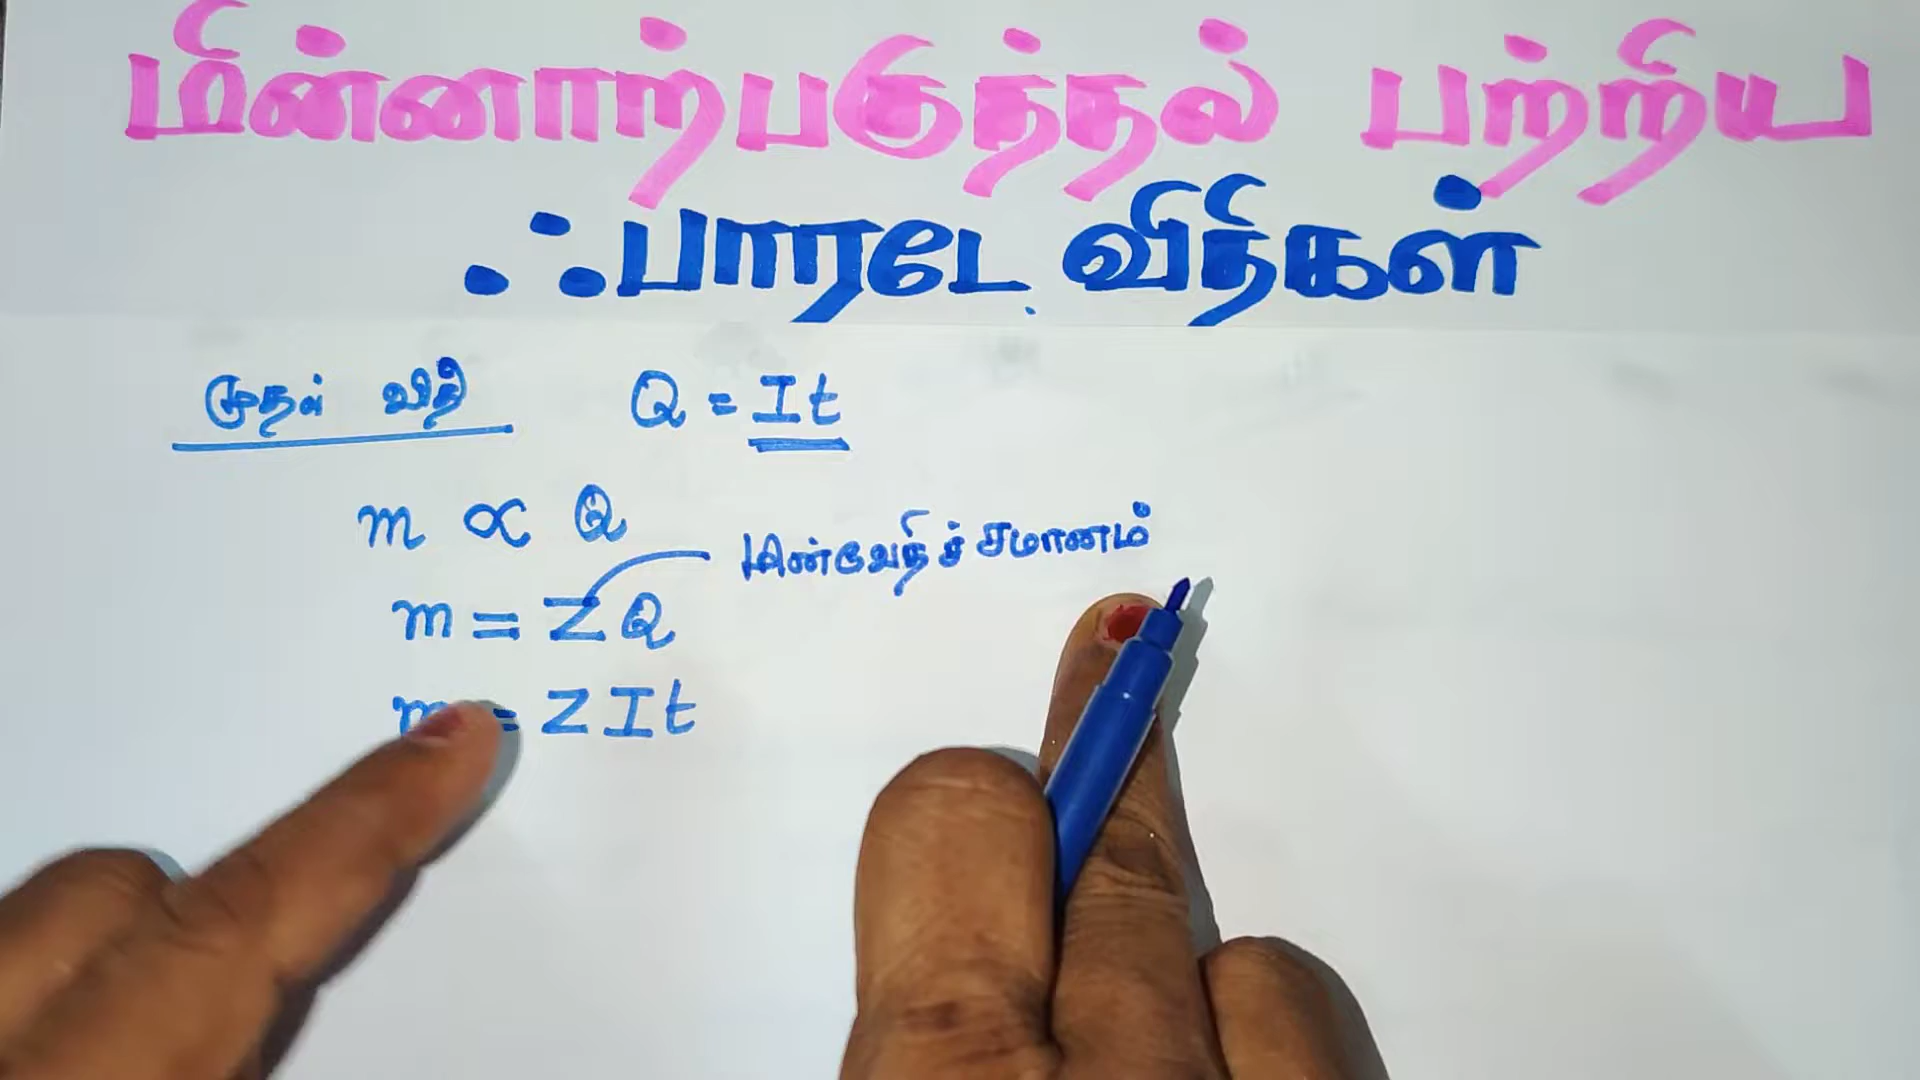 மின்னாற்பகுத்தல் பற்றிய
ஃபாரடே விதிகள்
முதல் விதி Q = It
m ∝ Q
மின்வேதிச் சமானம்
m = ZQ
m = ZIt